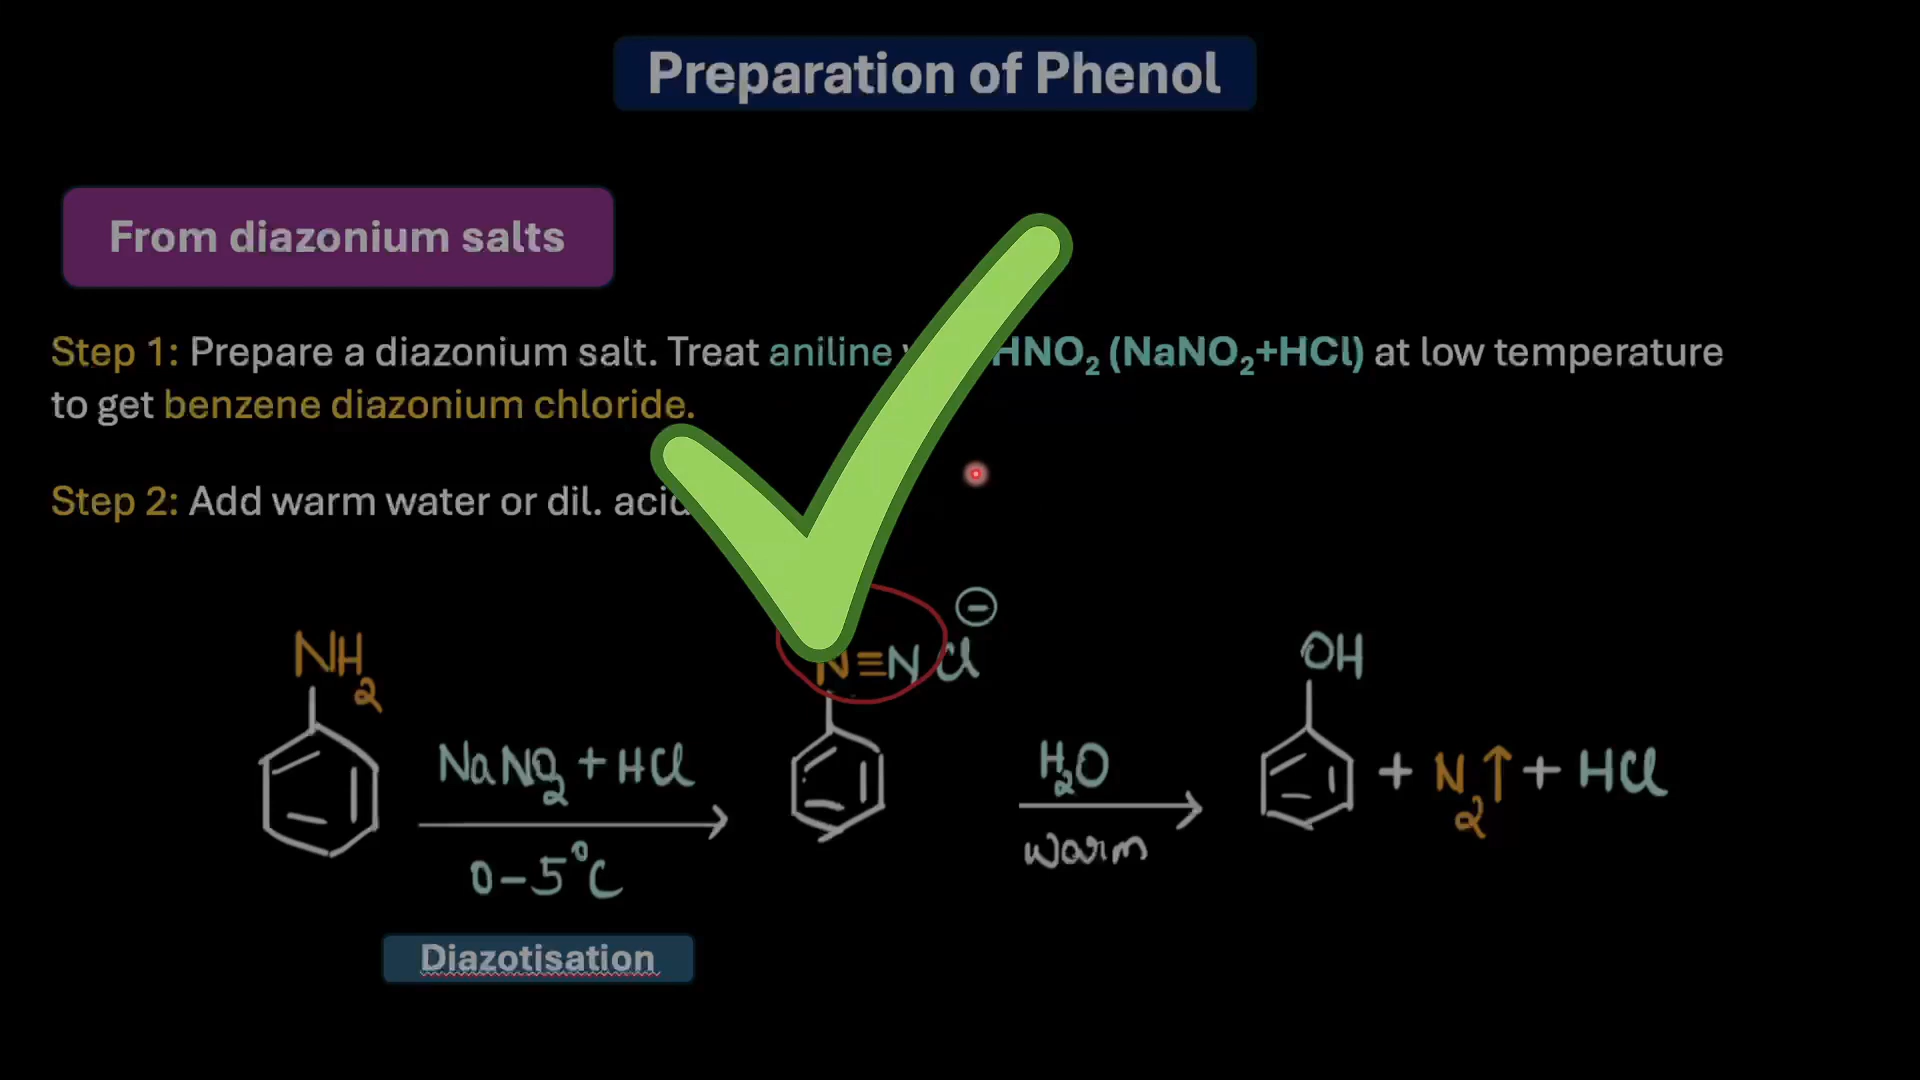 Preparation of Phenol
From diazonium salts
Step 1: Prepare a diazonium salt. Treat aniline HNO₂ (NaNO₂+HCl) at low temperature
to get benzene diazonium chloride.
Step 2: Add warm water or dil. acid
NH₂
N≡N Cl⊖
OH
NaNO₂ + HCl
H₂O
+ N₂↑ + HCl
warm
0-5°C
Diazotisation